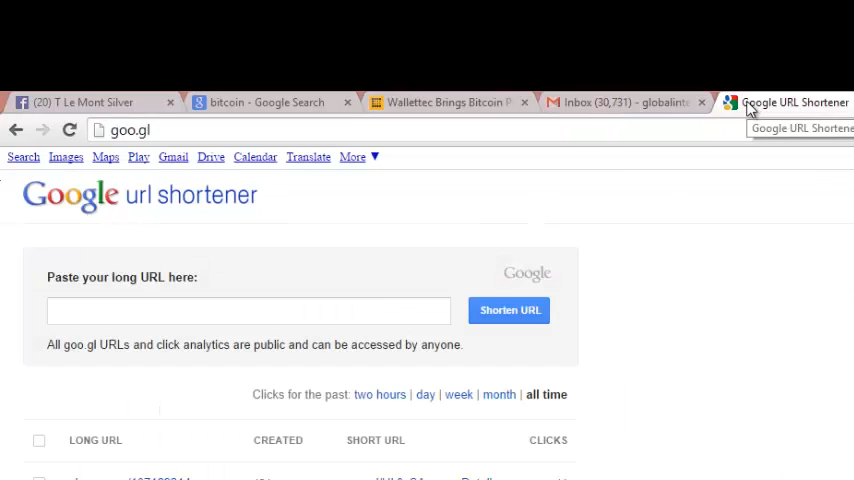 (20) T Le Mont Silver
bitcoin - Google Search
Wallettec Brings Bitcoin P
Inbox (30,731) - globalinte
Google URL Shortener
goo.gl
Google URL Shortene
Search Images Maps Play Gmail Drive Calendar Translate More ▼
Google url shortener
Paste your long URL here:
Google
Shorten URL
All goo.gl URLs and click analytics are public and can be accessed by anyone.
Clicks for the past: two hours | day | week | month | all time
LONG URL CREATED SHORT URL CLICKS